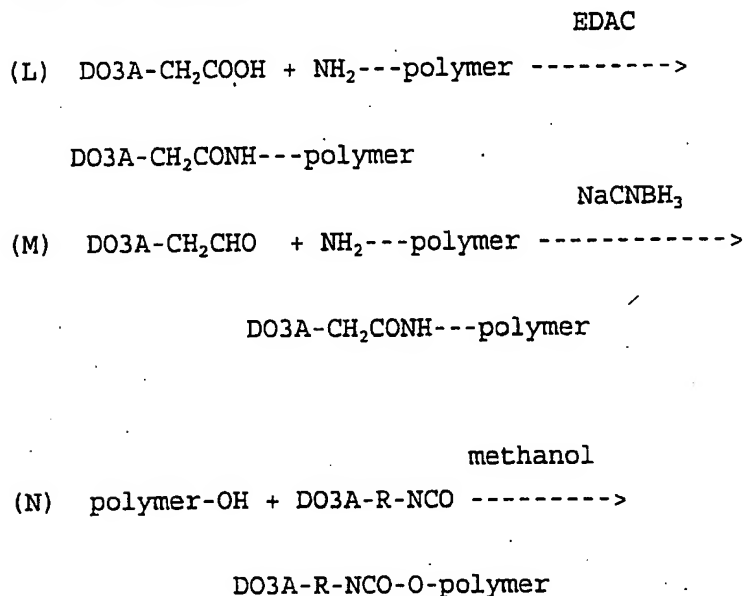 EDAC
(L) DO3A-CH₂COOH + NH₂---polymer --------->
DO3A-CH₂CONH---polymer
NaCNBH₃
(M) DO3A-CH₂CHO + NH₂---polymer ------------>
DO3A-CH₂CONH---polymer
methanol
(N) polymer-OH + DO3A-R-NCO --------->
DO3A-R-NCO-O-polymer